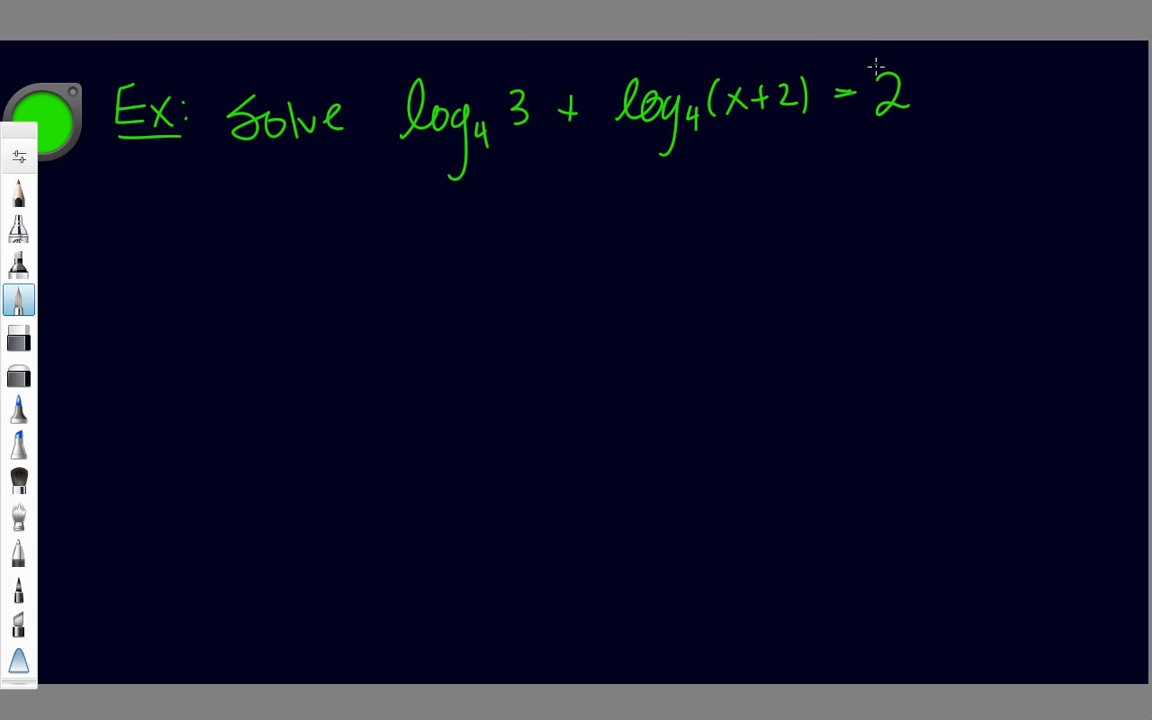 Ex: Solve log₄ 3 + log₄(x+2) = 2